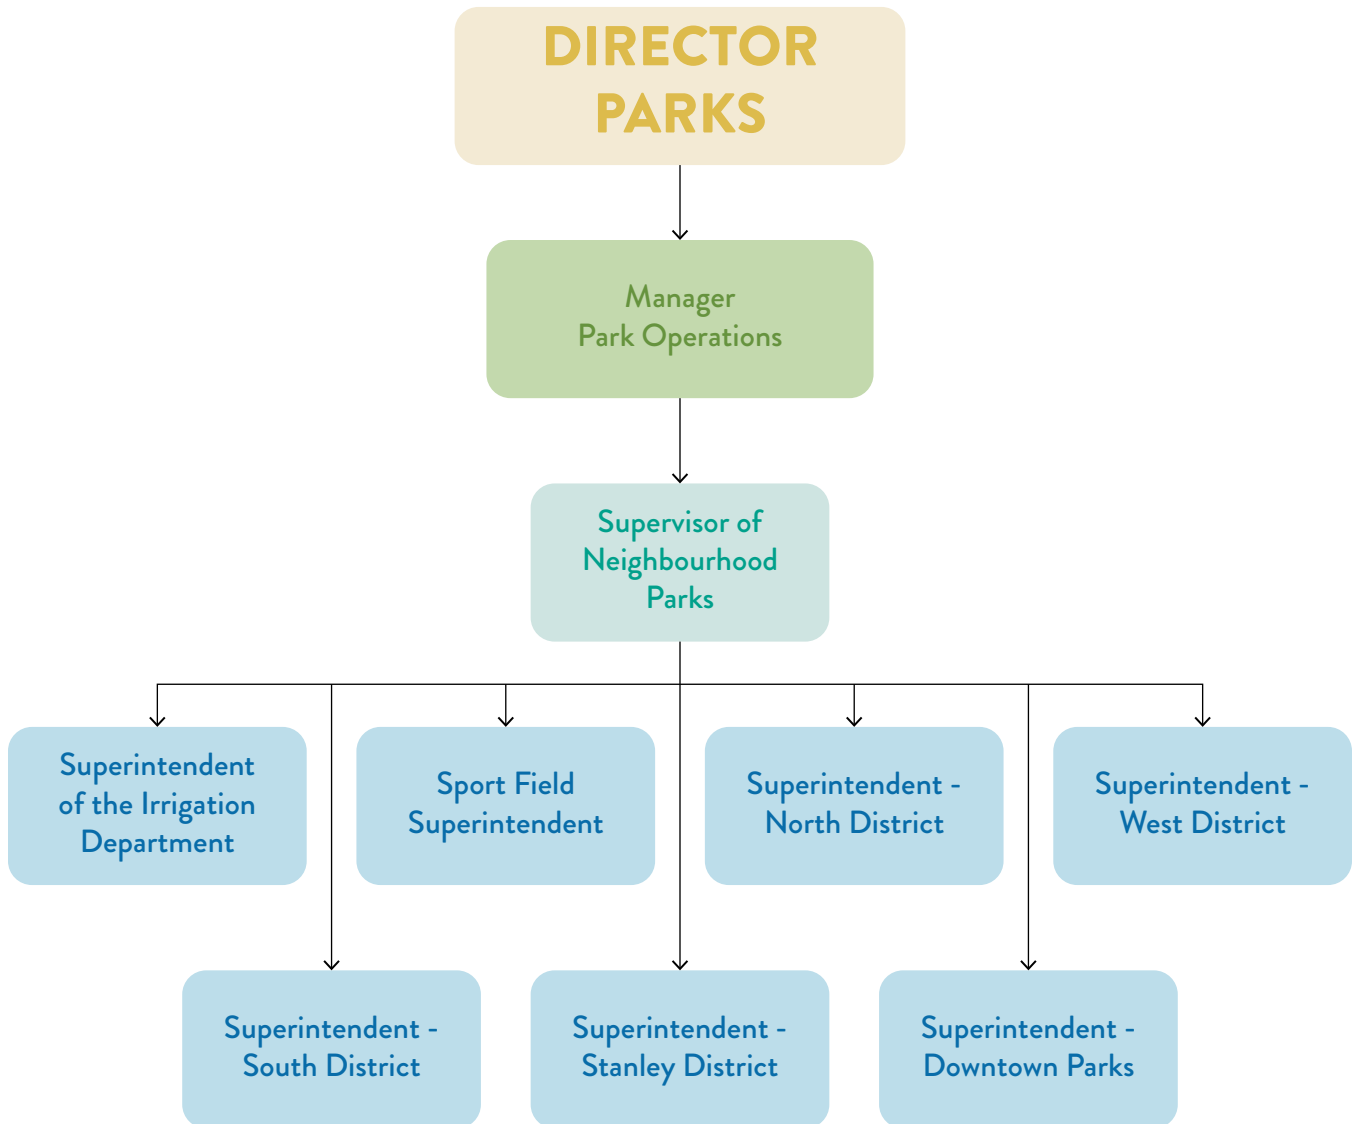 DIRECTOR
PARKS
Manager
Park Operations
Supervisor of
Neighbourhood
Parks
Superintendent
of the Irrigation
Department
Sport Field
Superintendent
Superintendent -
North District
Superintendent -
West District
Superintendent -
South District
Superintendent -
Stanley District
Superintendent -
Downtown Parks